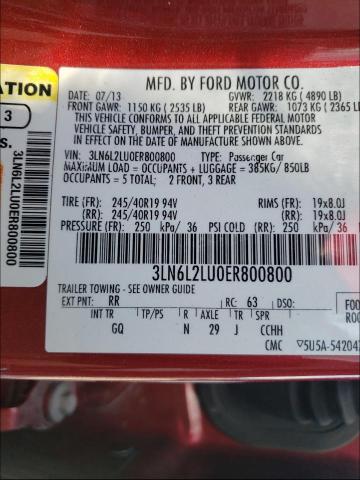 ATION
3
S.
3LN6L2LU0ER800800
MFD. BY FORD MOTOR CO.
DATE: 07/13 GVWR: 2218 KG ( 4890 LB)
FRONT GAWR: 1150 KG ( 2535 LB) REAR GAWR: 1073 KG ( 2365 LB
THIS VEHICLE CONFORMS TO ALL APPLICABLE FEDERAL MOTOR
VEHICLE SAFETY, BUMPER, AND THEFT PREVENTION STANDARDS IN
EFFECT ON THE DATE OF MANUFACTURE SHOWN ABOVE.
VIN: 3LN6L2LU0ER800800 TYPE: Passenger Car
MAXIMUM LOAD = OCCUPANTS + LUGGAGE = 385KG/850LB
OCCUPANTS = 5 TOTAL: 2 FRONT, 3 REAR
TIRES (FR): 245/40R19 94V RIMS (FR): 19x8.0J
TIRES (RR): 245/40R19 94V (RR): 19x8.0J
PRESSURE (FR): 250 kPa/ 36 PSI COLD (RR): 250 kPa/ 36
3LN6L2LU0ER800800
TRAILER TOWING - SEE OWNER GUIDE
EXT PNT: RR RC: 63 DSO:
INT TR TP/PS R AXLE TR SPR
GQ N 29 J CCHH
FOO
ROO
CMC ▽5U5A-54204